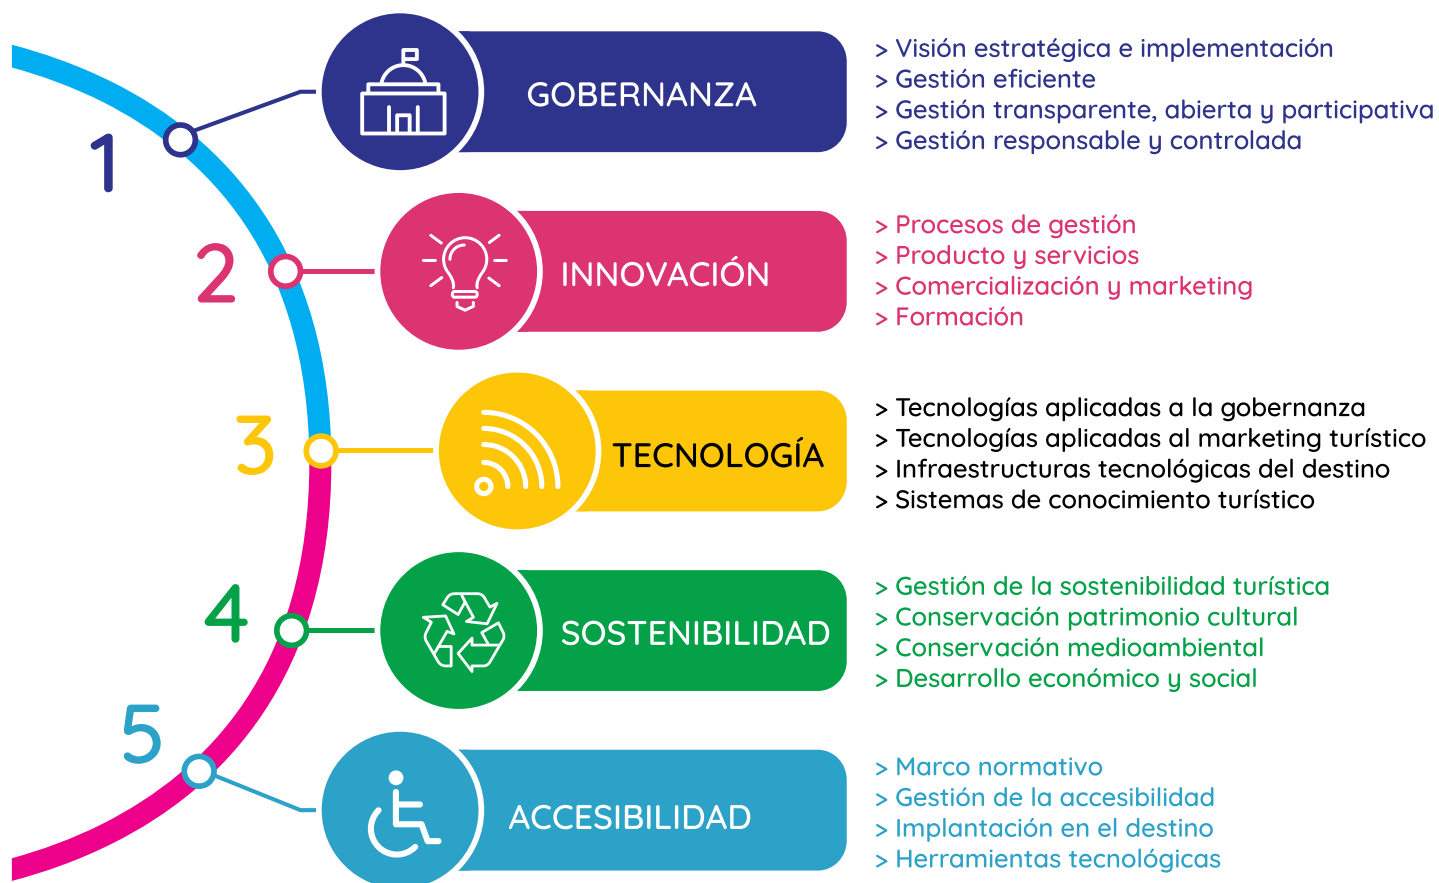 1
GOBERNANZA
> Visión estratégica e implementación
> Gestión eficiente
> Gestión transparente, abierta y participativa
> Gestión responsable y controlada
2
INNOVACIÓN
> Procesos de gestión
> Producto y servicios
> Comercialización y marketing
> Formación
3
TECNOLOGÍA
> Tecnologías aplicadas a la gobernanza
> Tecnologías aplicadas al marketing turístico
> Infraestructuras tecnológicas del destino
> Sistemas de conocimiento turístico
4
SOSTENIBILIDAD
> Gestión de la sostenibilidad turística
> Conservación patrimonio cultural
> Conservación medioambiental
> Desarrollo económico y social
5
ACCESIBILIDAD
> Marco normativo
> Gestión de la accesibilidad
> Implantación en el destino
> Herramientas tecnológicas